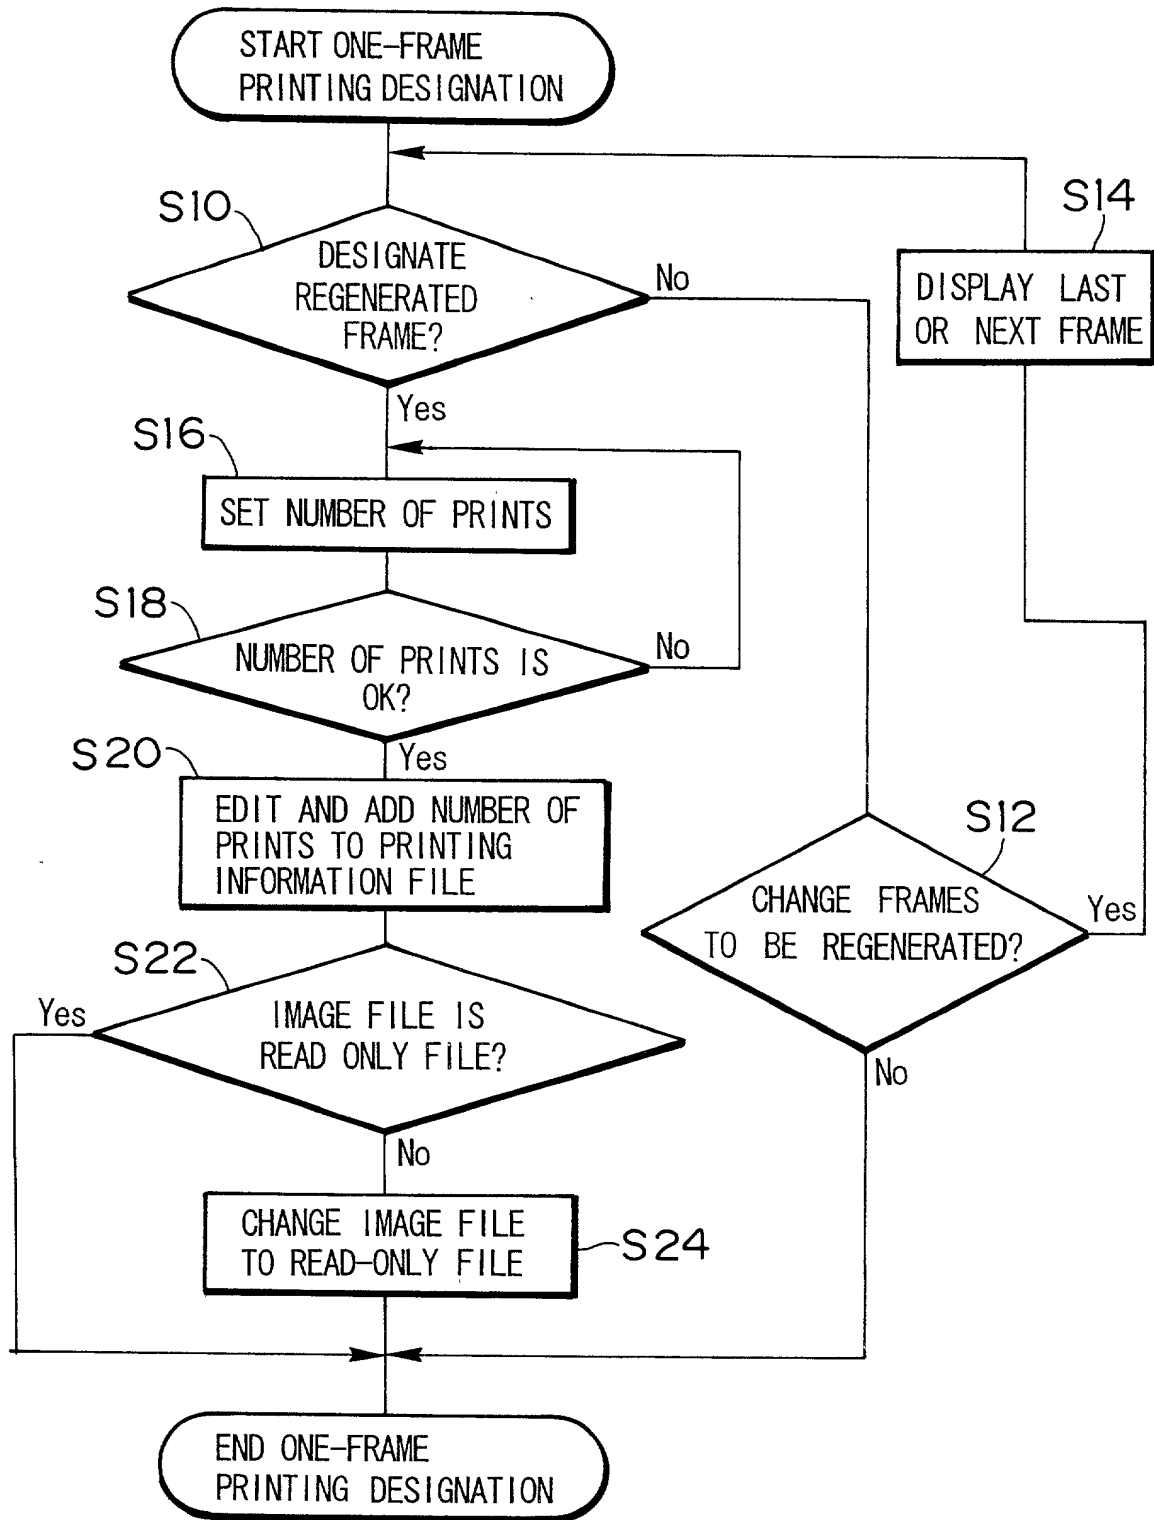 START ONE-FRAME
PRINTING DESIGNATION
S10
DESIGNATE
REGENERATED
FRAME?
No
Yes
S14
DISPLAY LAST
OR NEXT FRAME
S16
SET NUMBER OF PRINTS
S18
NUMBER OF PRINTS IS
OK?
No
Yes
S20
EDIT AND ADD NUMBER OF
PRINTS TO PRINTING
INFORMATION FILE
S12
CHANGE FRAMES
TO BE REGENERATED?
Yes
No
S22
Yes
IMAGE FILE IS
READ ONLY FILE?
No
CHANGE IMAGE FILE
TO READ-ONLY FILE
S24
END ONE-FRAME
PRINTING DESIGNATION